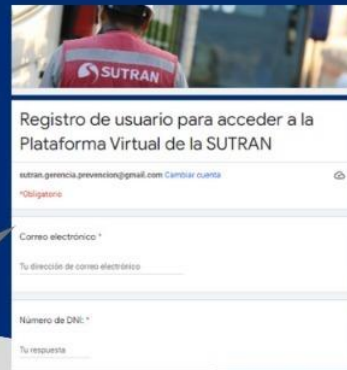 SUTRAN
Registro de usuario para acceder a la
Plataforma Virtual de la SUTRAN
sutran.gerencia.prevencion@gmail.com Cambiar cuenta
*Obligatorio
Correo electrónico *
Tu dirección de correo electrónico
Número de DNI: *
Tu respuesta